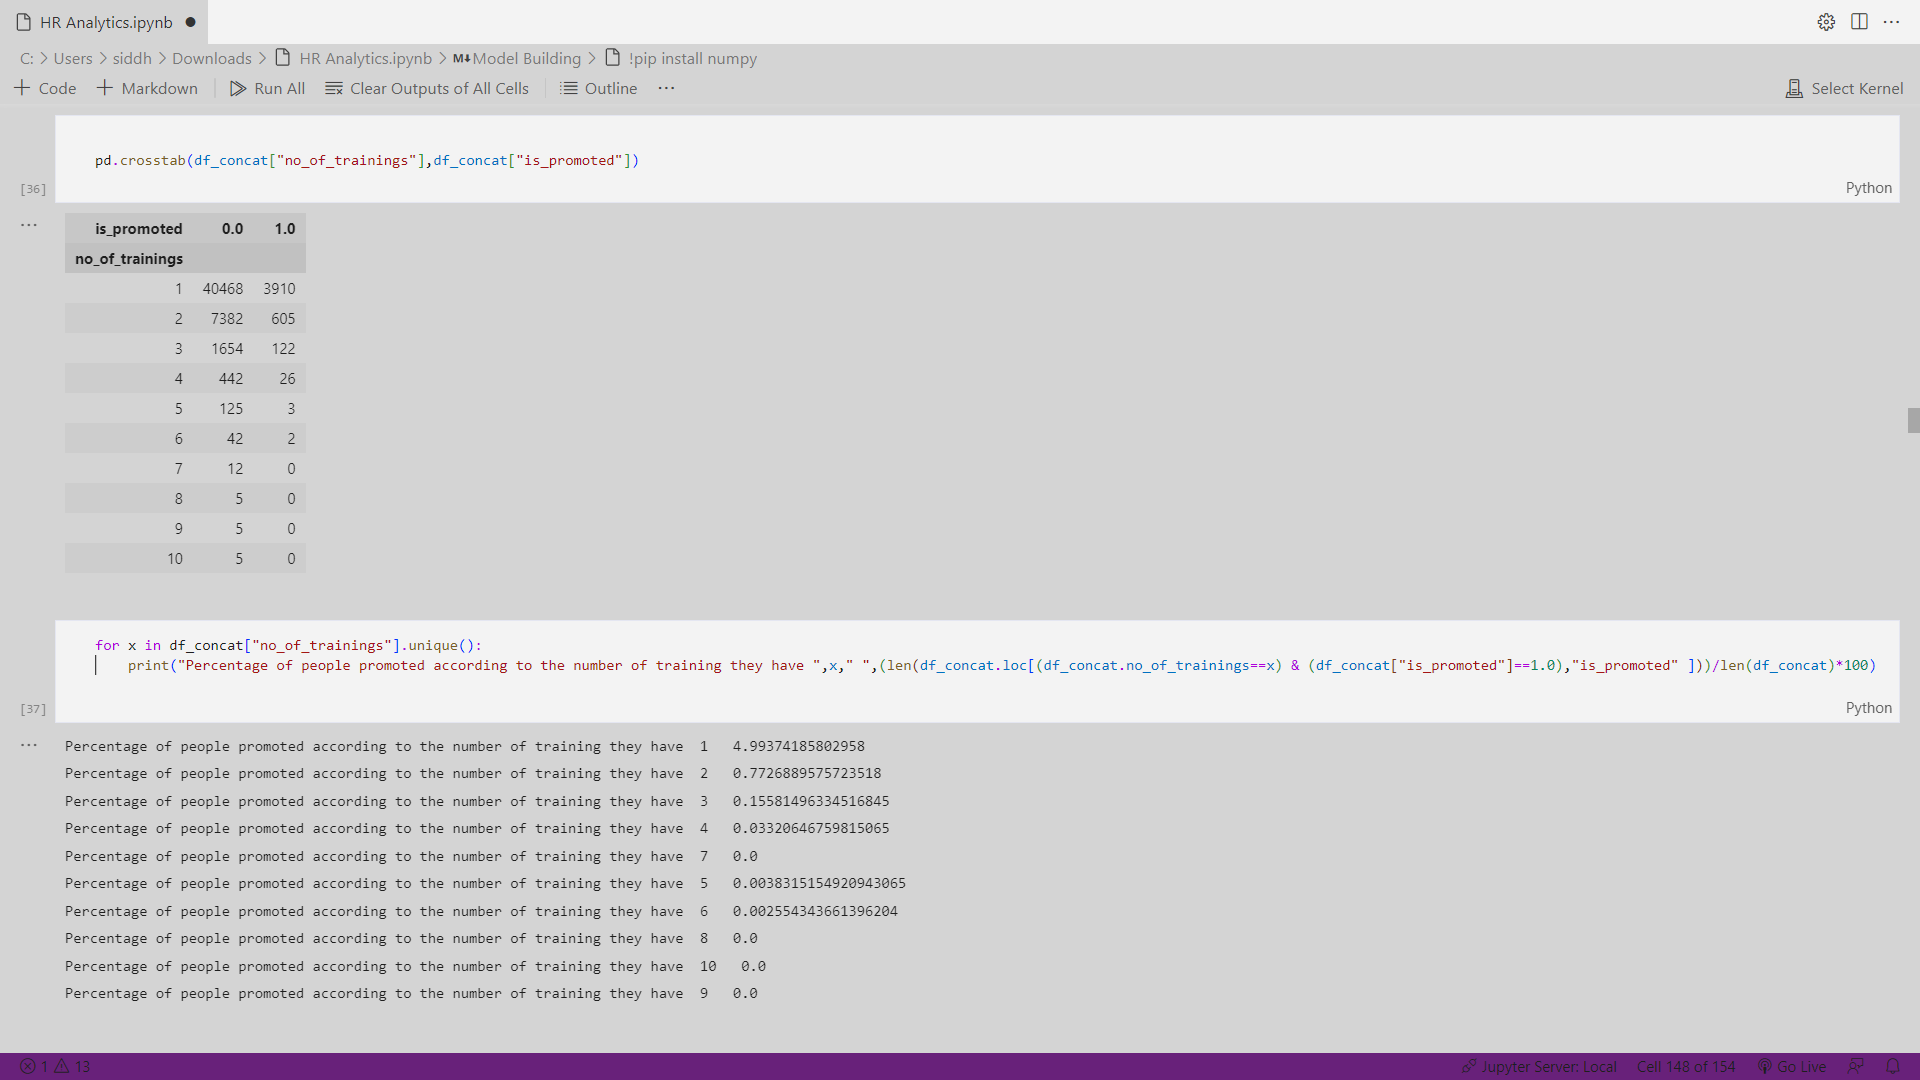 HR Analytics.ipynb
C: > Users > siddh > Downloads > HR Analytics.ipynb > M↓Model Building > !pip install numpy
+ Code + Markdown Run All Clear Outputs of All Cells Outline ··· Select Kernel
pd.crosstab(df_concat["no_of_trainings"],df_concat["is_promoted"])
[36] Python
is_promoted 0.0 1.0
no_of_trainings
1 40468 3910
2 7382 605
3 1654 122
4 442 26
5 125 3
6 42 2
7 12 0
8 5 0
9 5 0
10 5 0
for x in df_concat["no_of_trainings"].unique():
print("Percentage of people promoted according to the number of training they have ",x," ",(len(df_concat.loc[(df_concat.no_of_trainings==x) & (df_concat["is_promoted"]==1.0),"is_promoted" ]))/len(df_concat)*100)
[37] Python
Percentage of people promoted according to the number of training they have  1   4.99374185802958
Percentage of people promoted according to the number of training they have  2   0.7726889575723518
Percentage of people promoted according to the number of training they have  3   0.15581496334516845
Percentage of people promoted according to the number of training they have  4   0.03320646759815065
Percentage of people promoted according to the number of training they have  7   0.0
Percentage of people promoted according to the number of training they have  5   0.0038315154920943065
Percentage of people promoted according to the number of training they have  6   0.002554343661396204
Percentage of people promoted according to the number of training they have  8   0.0
Percentage of people promoted according to the number of training they have  10   0.0
Percentage of people promoted according to the number of training they have  9   0.0
1 13 Jupyter Server: Local Cell 148 of 154 Go Live